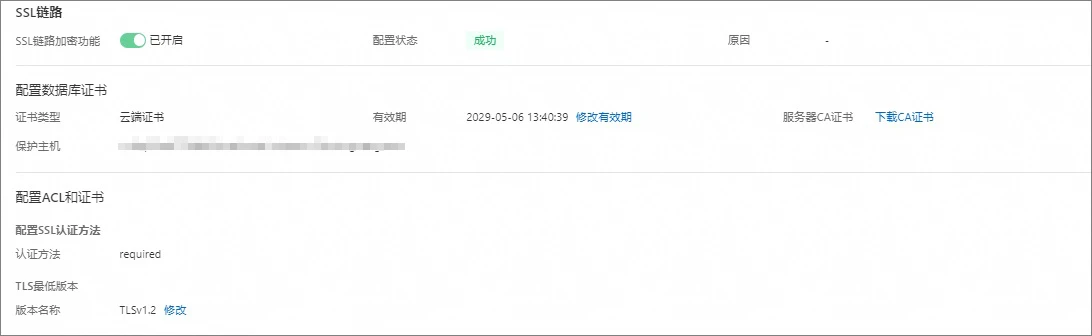 SSL链路
SSL链路加密功能 已开启 配置状态 成功 原因 -
配置数据库证书
证书类型 云端证书 有效期 2029-05-06 13:40:39 修改有效期 服务器CA证书 下载CA证书
保护主机
配置ACL和证书
配置SSL认证方法
认证方法 required
TLS最低版本
版本名称 TLSv1.2 修改